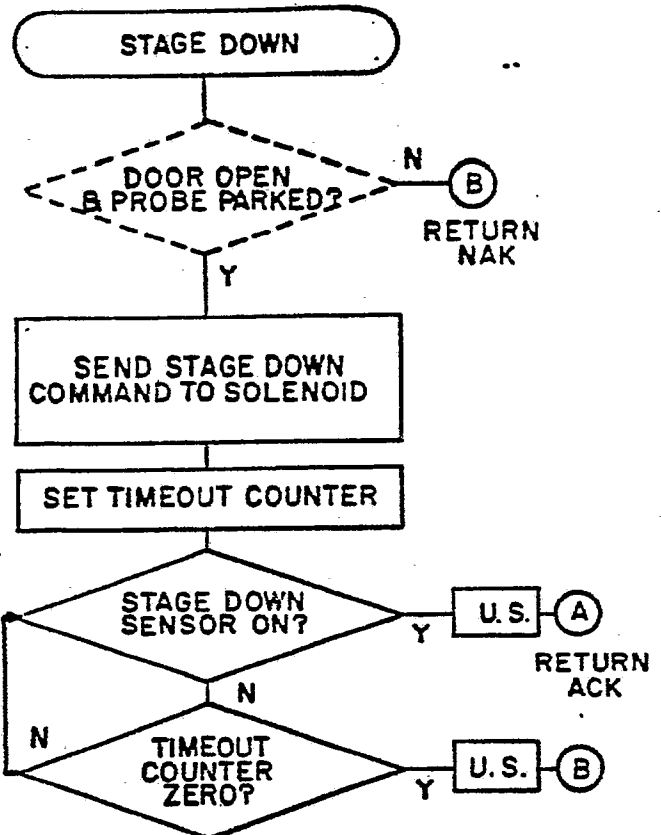 STAGE DOWN
DOOR OPEN
& PROBE PARKED?
N
B
RETURN
NAK
Y
SEND STAGE DOWN
COMMAND TO SOLENOID
SET TIMEOUT COUNTER
STAGE DOWN
SENSOR ON?
Y
U.S.
A
RETURN
ACK
N
N
TIMEOUT
COUNTER
ZERO?
Y
U.S.
B